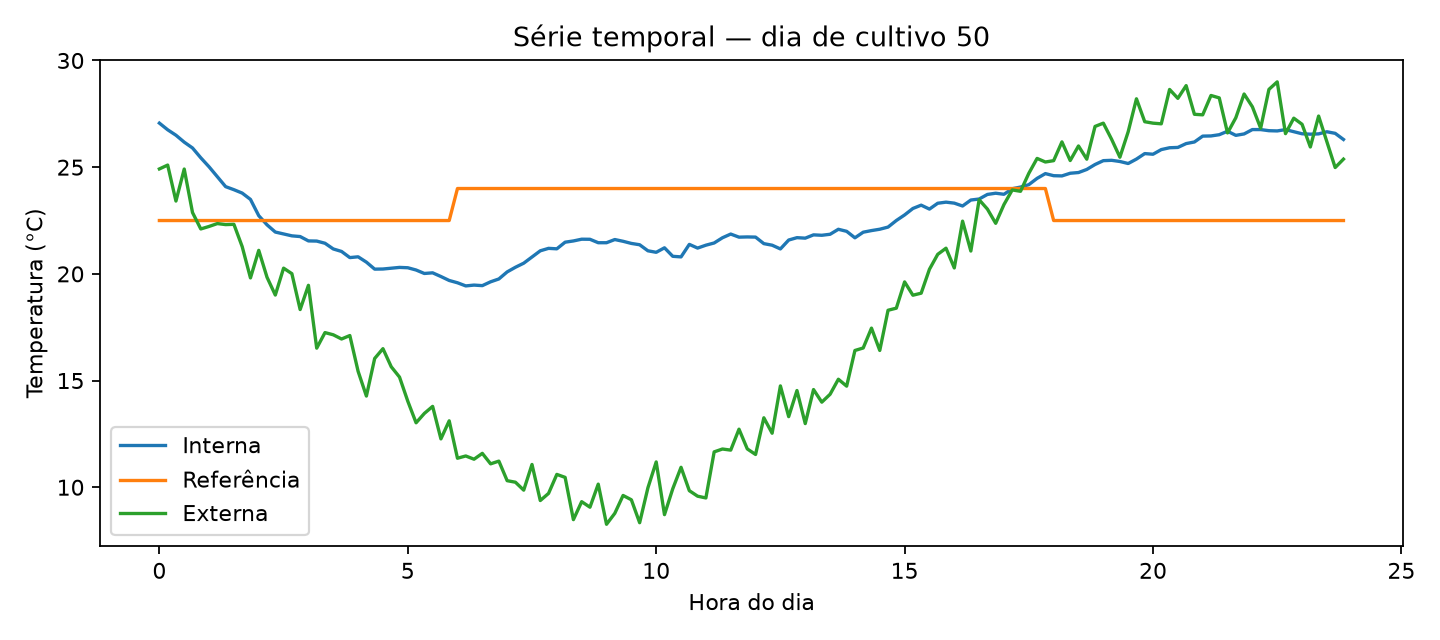 Série temporal — dia de cultivo 50
Temperatura (°C)
30
25
20
15
10
Interna
Referência
Externa
0 5 10 15 20 25
Hora do dia